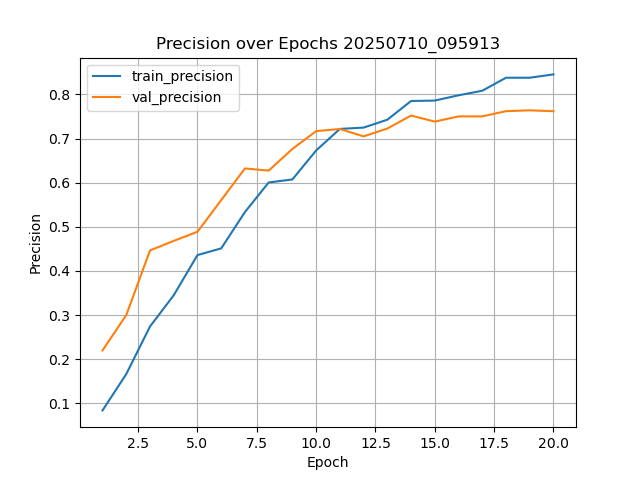 Precision over Epochs 20250710_095913
train_precision
val_precision
0.8
0.7
0.6
0.5
0.4
0.3
0.2
0.1
Precision
2.5 5.0 7.5 10.0 12.5 15.0 17.5 20.0
Epoch